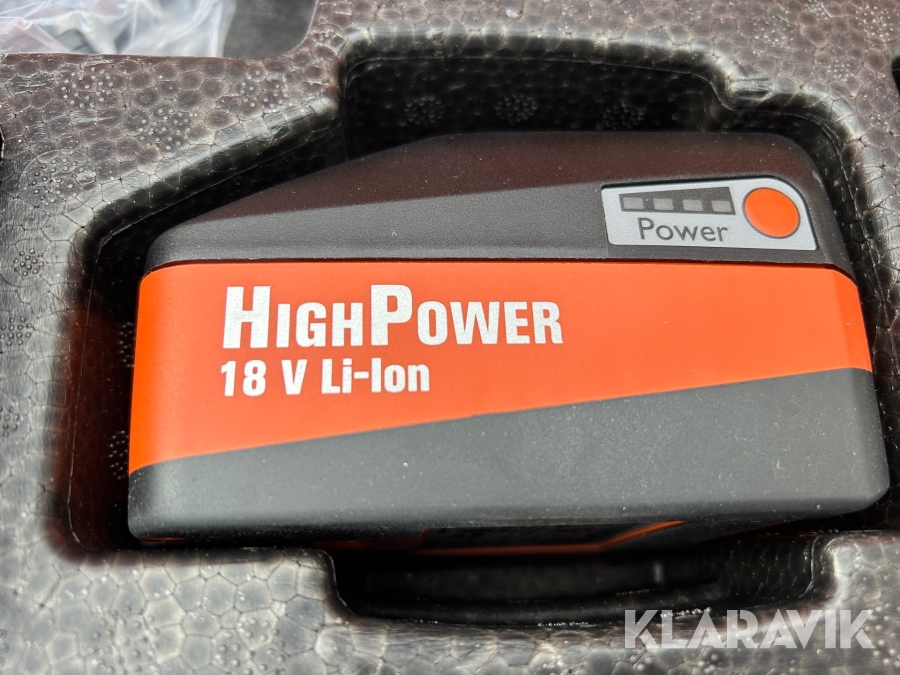 Power
HIGHPOWER
18 V Li-Ion
KLARAVIK